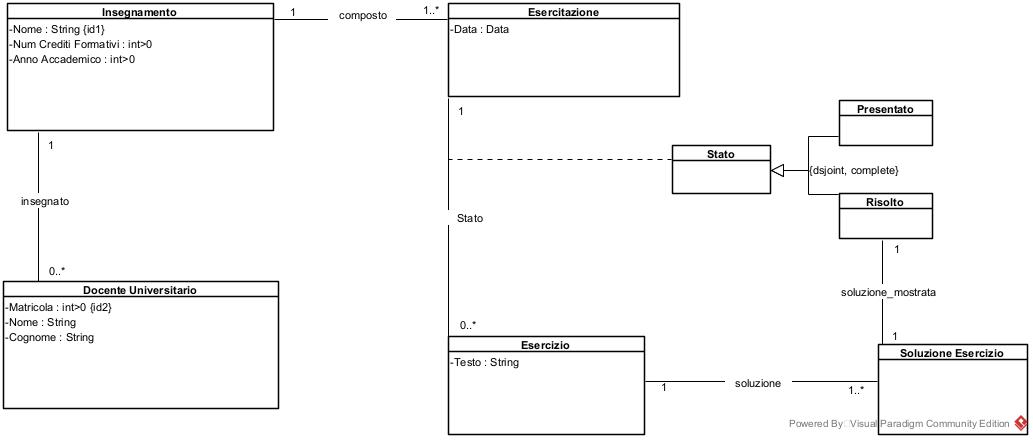 Insegnamento
-Nome : String {id1}
-Num Crediti Formativi : int>0
-Anno Accademico : int>0
1
composto
1..*
Esercitazione
-Data : Data
1
insegnato
0..*
Docente Universitario
-Matricola : int>0 {id2}
-Nome : String
-Cognome : String
1
Stato
0..*
Stato
{dsjoint, complete}
Presentato
Risolto
1
soluzione_mostrata
1
Esercizio
-Testo : String
1
soluzione
1..*
Soluzione Esercizio
Powered By Visual Paradigm Community Edition